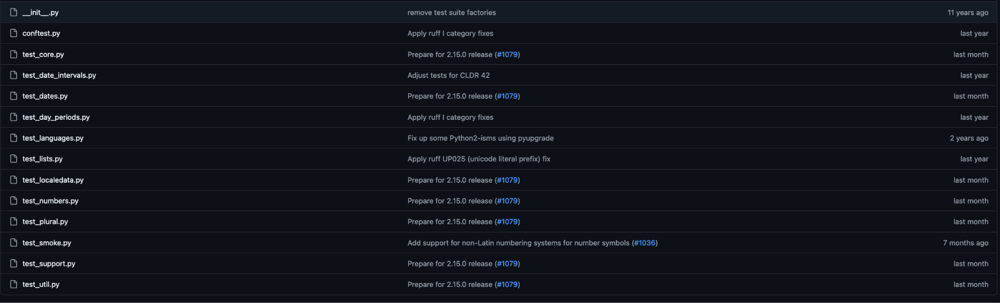 __init__.py remove test suite factories 11 years ago
conftest.py Apply ruff I category fixes last year
test_core.py Prepare for 2.15.0 release (#1079) last month
test_date_intervals.py Adjust tests for CLDR 42 last year
test_dates.py Prepare for 2.15.0 release (#1079) last month
test_day_periods.py Apply ruff I category fixes last year
test_languages.py Fix up some Python2-isms using pyupgrade 2 years ago
test_lists.py Apply ruff UP025 (unicode literal prefix) fix last year
test_localedata.py Prepare for 2.15.0 release (#1079) last month
test_numbers.py Prepare for 2.15.0 release (#1079) last month
test_plural.py Prepare for 2.15.0 release (#1079) last month
test_smoke.py Add support for non-Latin numbering systems for number symbols (#1036) 7 months ago
test_support.py Prepare for 2.15.0 release (#1079) last month
test_util.py Prepare for 2.15.0 release (#1079) last month